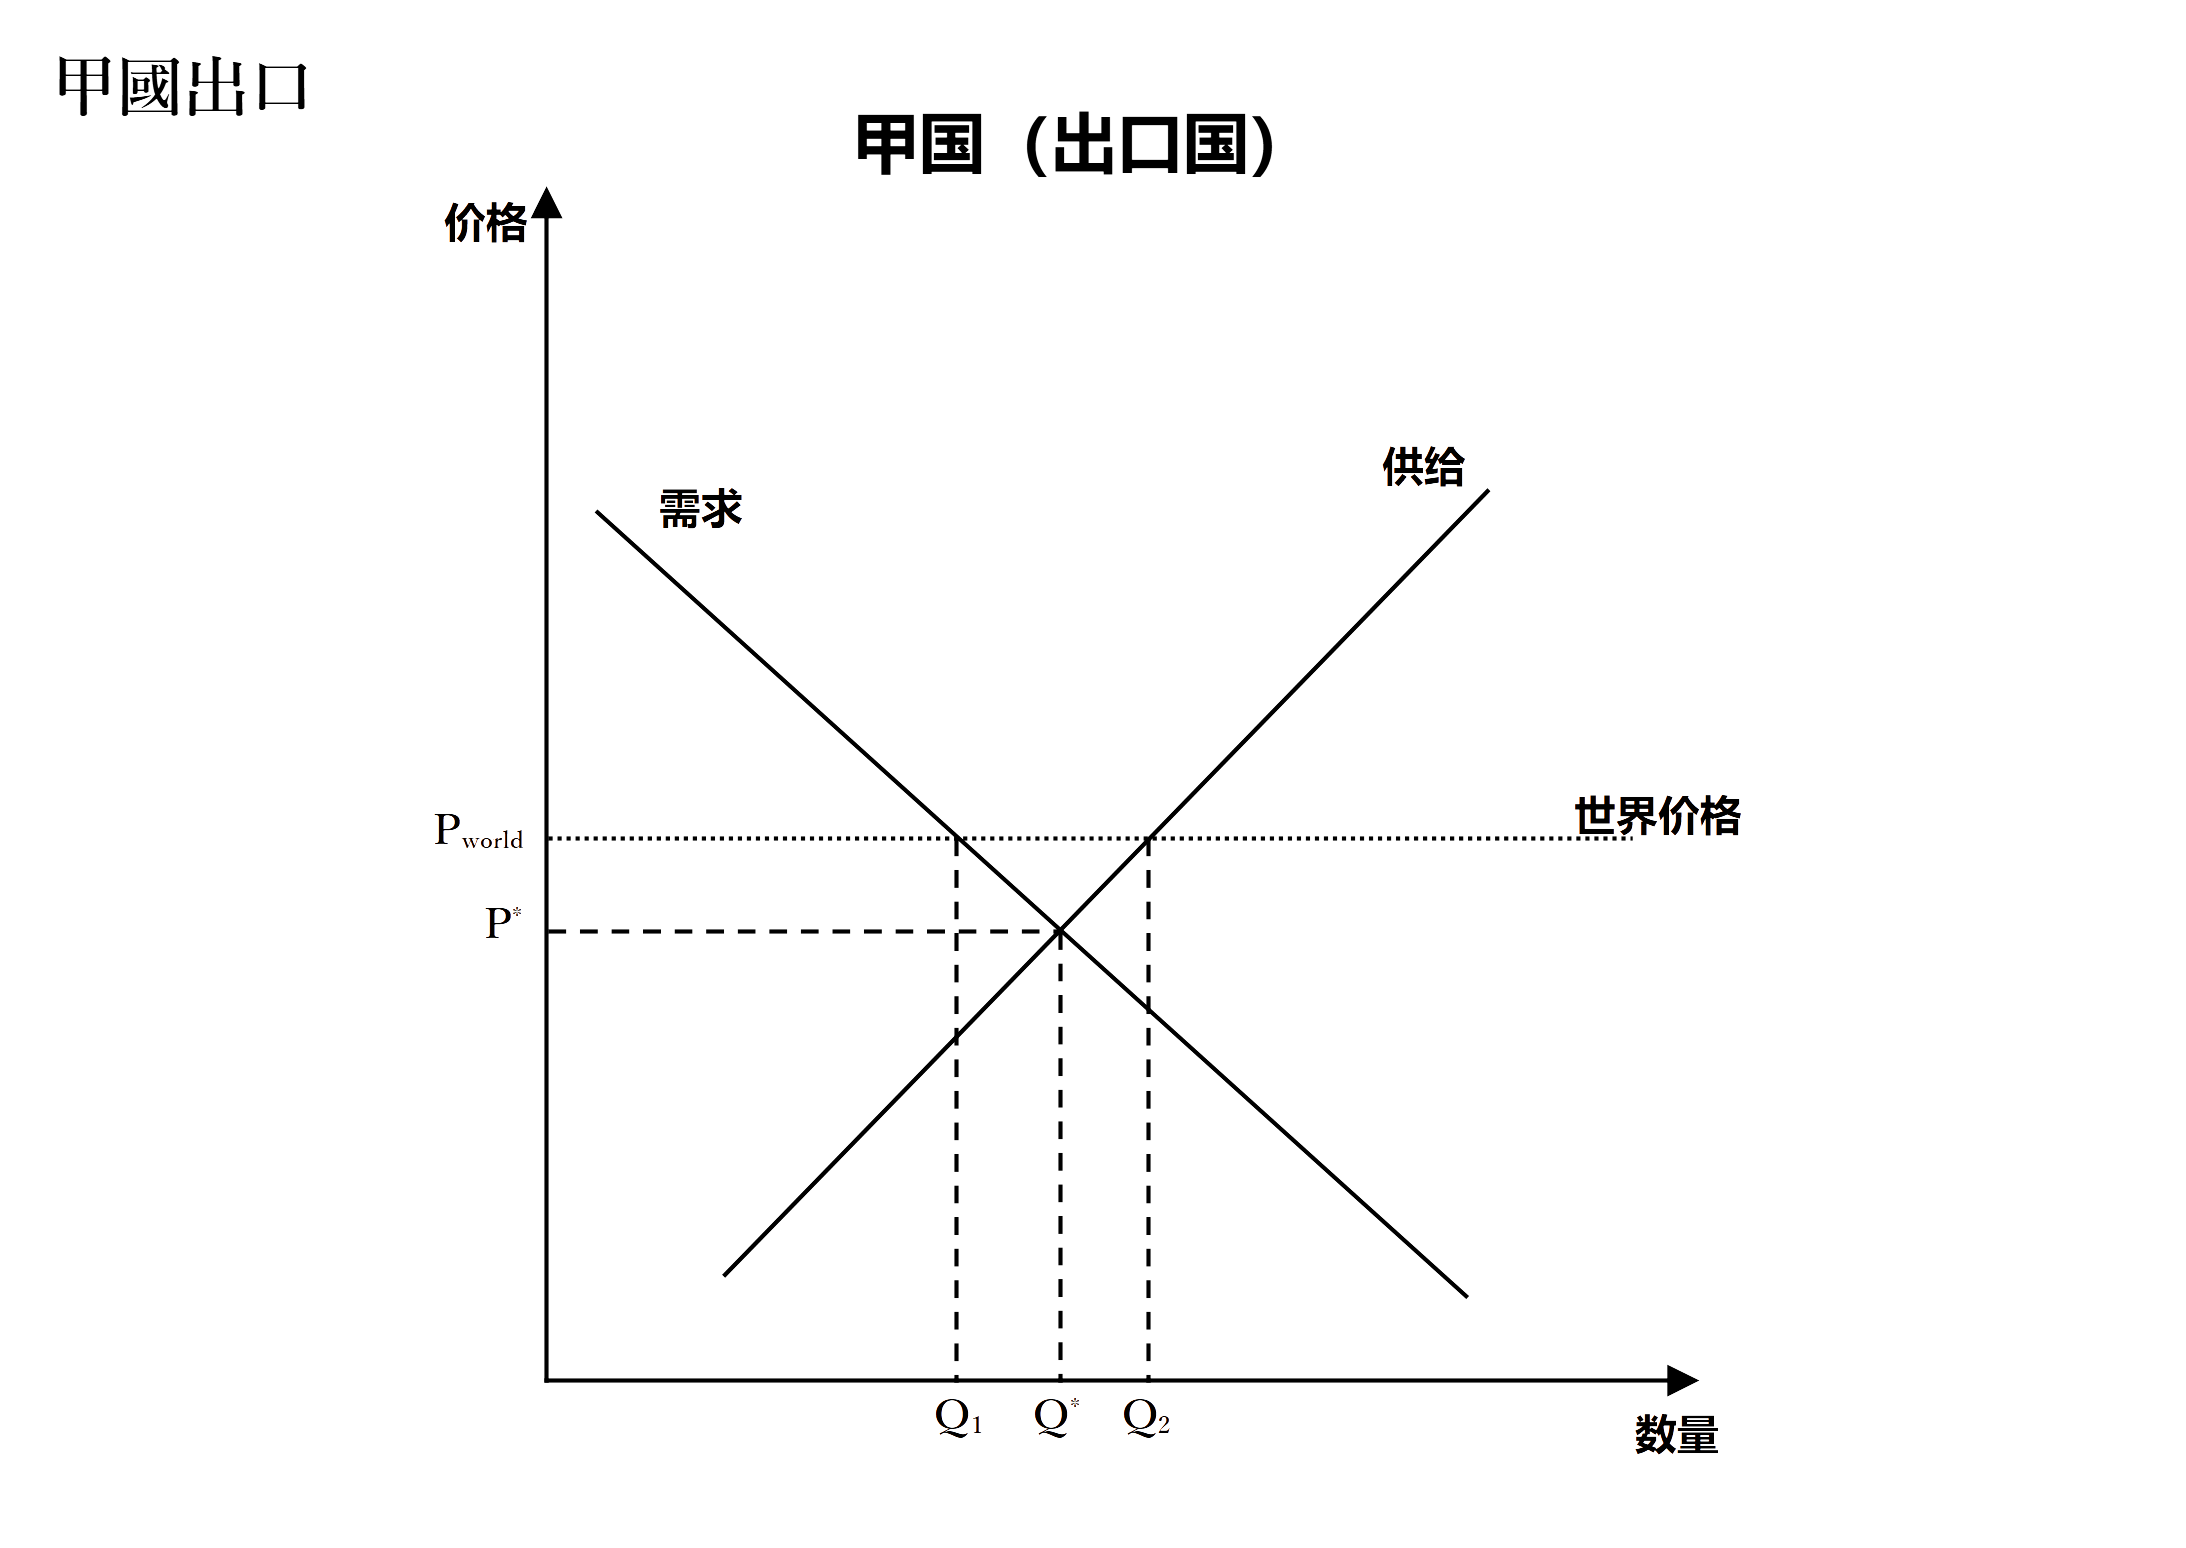 甲國出口
甲国（出口国）
价格
供给
需求
世界价格
Pworld
P*
Q1 Q* Q2
数量